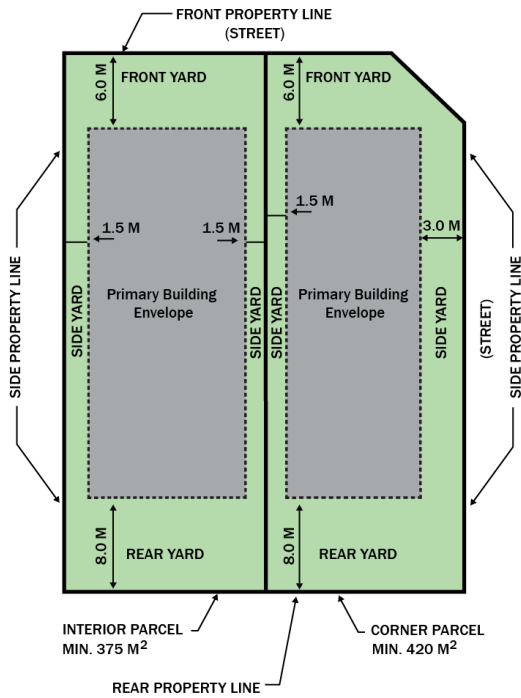 FRONT PROPERTY LINE
(STREET)
6.0 M
FRONT YARD
6.0 M
FRONT YARD
1.5 M
1.5 M
1.5 M
3.0 M
SIDE PROPERTY LINE
SIDE YARD
Primary Building
Envelope
SIDE YARD
SIDE YARD
Primary Building
Envelope
SIDE YARD
(STREET)
SIDE PROPERTY LINE
8.0 M
REAR YARD
8.0 M
REAR YARD
INTERIOR PARCEL
MIN. 375 M²
CORNER PARCEL
MIN. 420 M²
REAR PROPERTY LINE